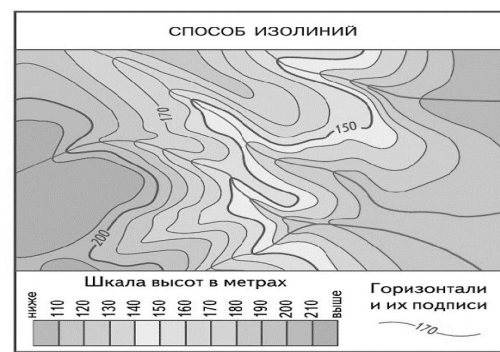 СПОСОБ ИЗОЛИНИЙ
170
150
200
Шкала высот в метрах
ниже 110 120 130 140 150 160 170 180 190 200 210 выше
Горизонтали
и их подписи
170